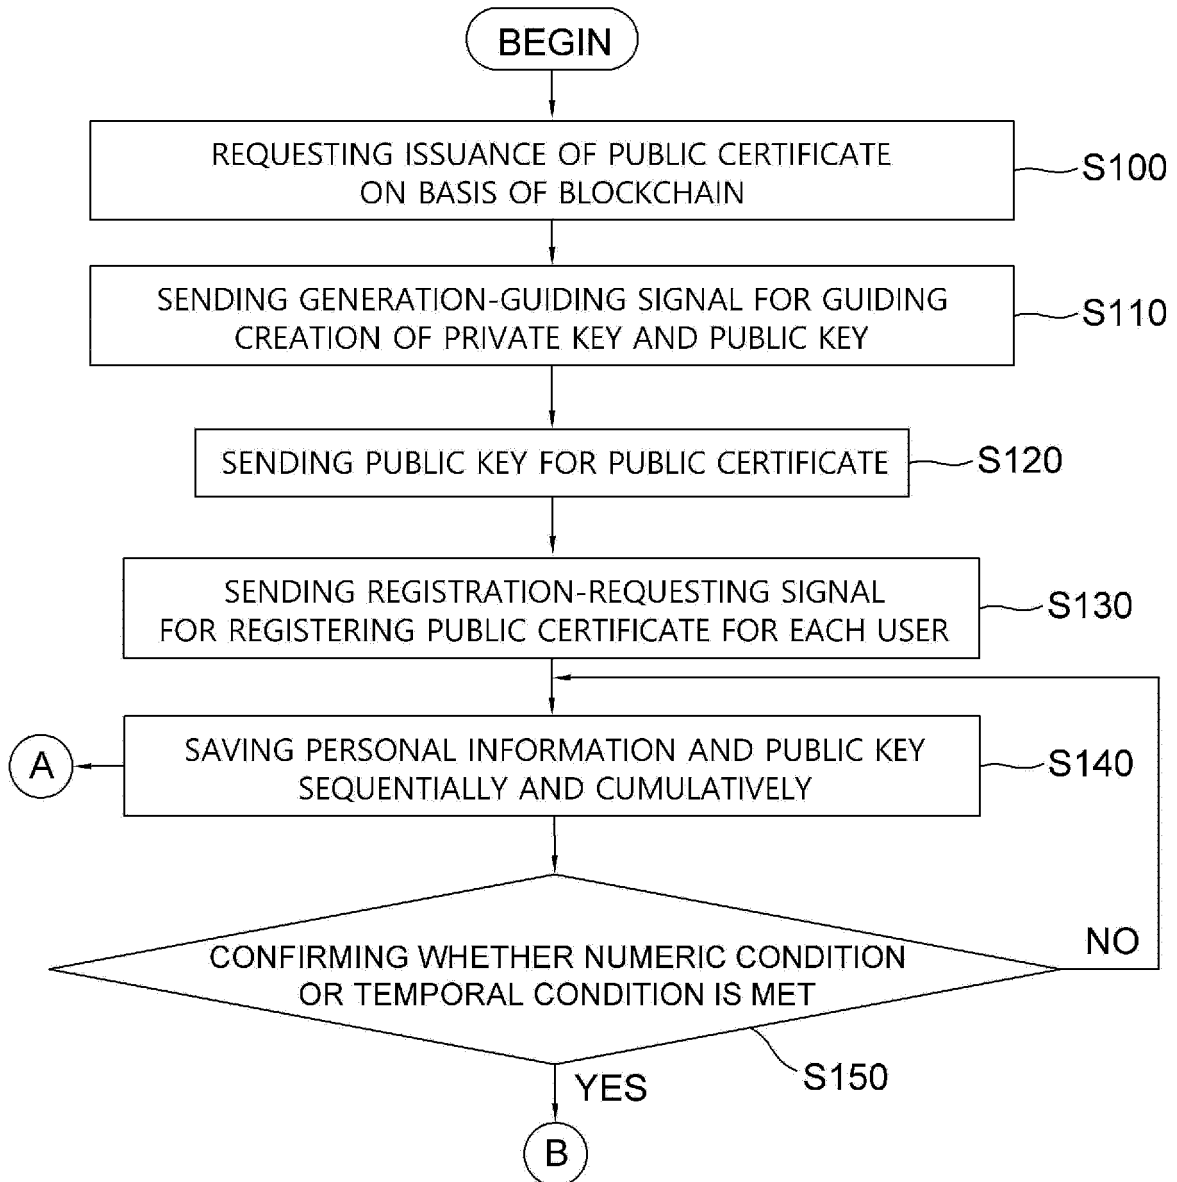 BEGIN
REQUESTING ISSUANCE OF PUBLIC CERTIFICATE
ON BASIS OF BLOCKCHAIN
S100
SENDING GENERATION-GUIDING SIGNAL FOR GUIDING
CREATION OF PRIVATE KEY AND PUBLIC KEY
S110
SENDING PUBLIC KEY FOR PUBLIC CERTIFICATE
S120
SENDING REGISTRATION-REQUESTING SIGNAL
FOR REGISTERING PUBLIC CERTIFICATE FOR EACH USER
S130
A
SAVING PERSONAL INFORMATION AND PUBLIC KEY
SEQUENTIALLY AND CUMULATIVELY
S140
CONFIRMING WHETHER NUMERIC CONDITION
OR TEMPORAL CONDITION IS MET
NO
S150
YES
B